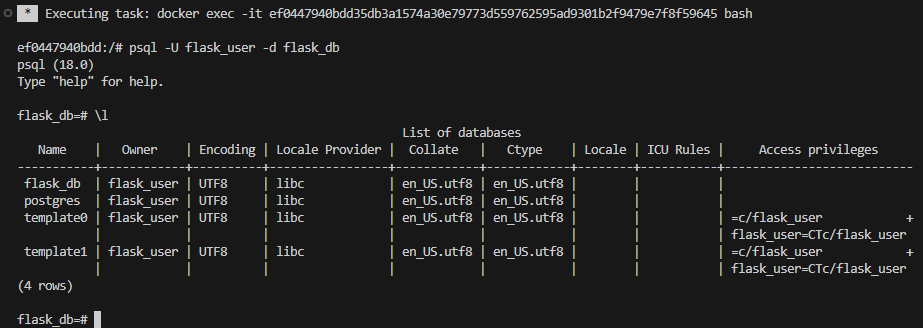 * Executing task: docker exec -it ef0447940bdd35db3a1574a30e79773d559762595ad9301b2f9479e7f8f59645 bash
ef0447940bdd:/# psql -U flask_user -d flask_db
psql (18.0)
Type "help" for help.
flask_db=# \l
List of databases
Name | Owner | Encoding | Locale Provider | Collate | Ctype | Locale | ICU Rules | Access privileges
-----------+------------+----------+-----------------+------------+------------+--------+-----------+---------------------------
flask_db | flask_user | UTF8 | libc | en_US.utf8 | en_US.utf8 | | |
postgres | flask_user | UTF8 | libc | en_US.utf8 | en_US.utf8 | | |
template0 | flask_user | UTF8 | libc | en_US.utf8 | en_US.utf8 | | | =c/flask_user +
| | | | | | | | flask_user=CTc/flask_user
template1 | flask_user | UTF8 | libc | en_US.utf8 | en_US.utf8 | | | =c/flask_user +
| | | | | | | | flask_user=CTc/flask_user
(4 rows)
flask_db=#